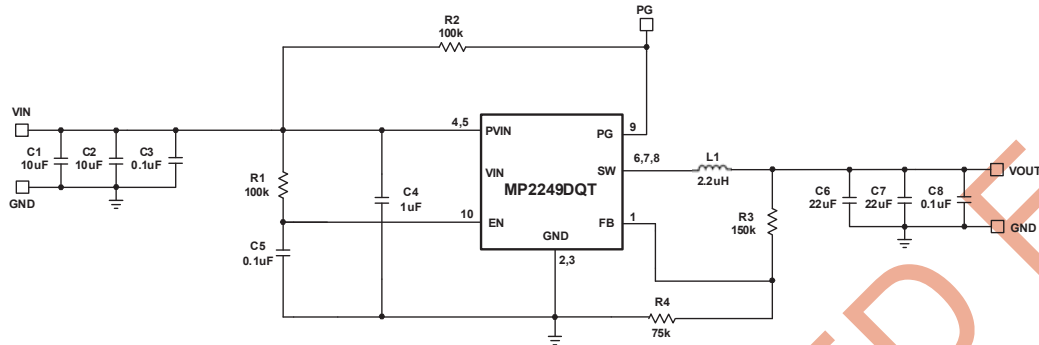 PG
R2
100k
VIN
4,5
PVIN
PG
9
C1
10uF
C2
10uF
C3
0.1uF
R1
100k
C4
1uF
VIN
MP2249DQT
SW
6,7,8
L1
2.2uH
VOUT
GND
10
EN
FB
1
GND
2,3
R3
150k
C6
22uF
C7
22uF
C8
0.1uF
GND
C5
0.1uF
R4
75k